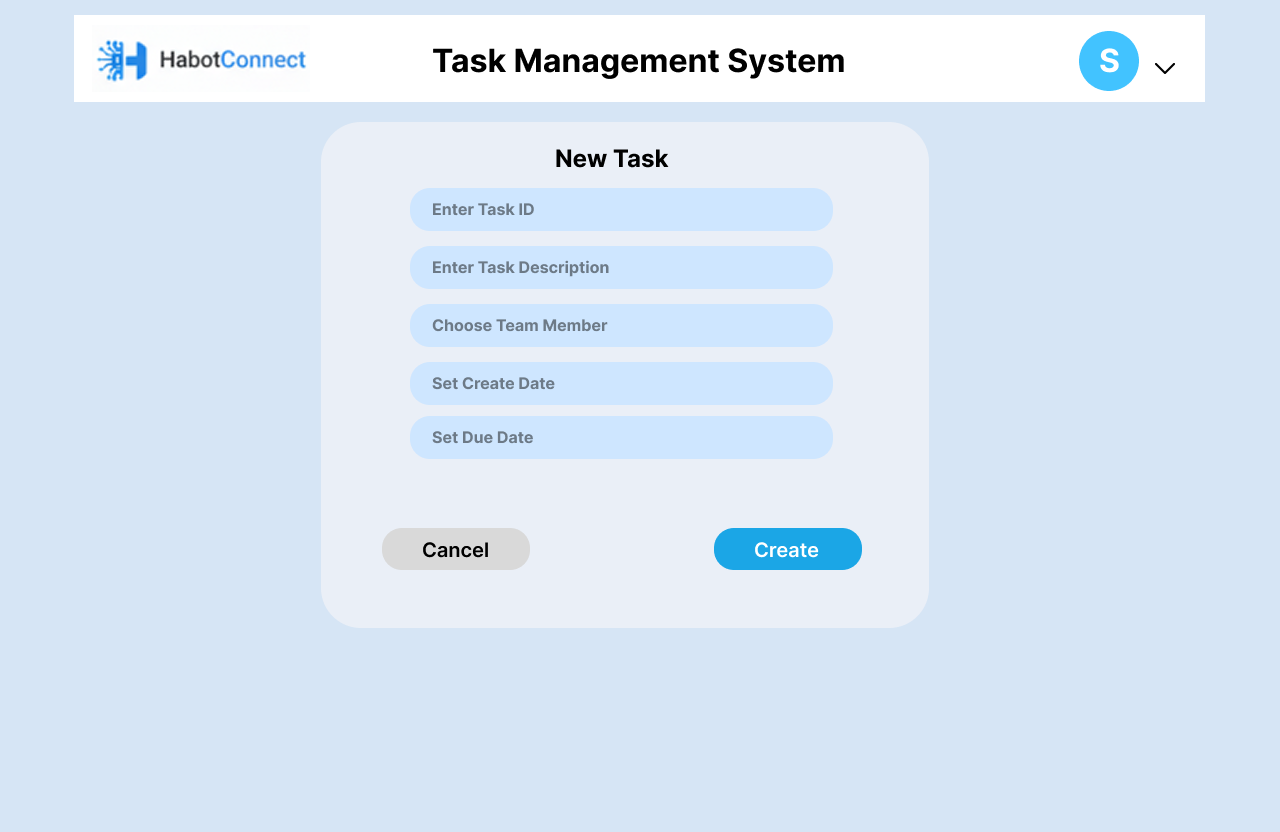 HabotConnect
Task Management System
S
New Task
Enter Task ID
Enter Task Description
Choose Team Member
Set Create Date
Set Due Date
Cancel
Create